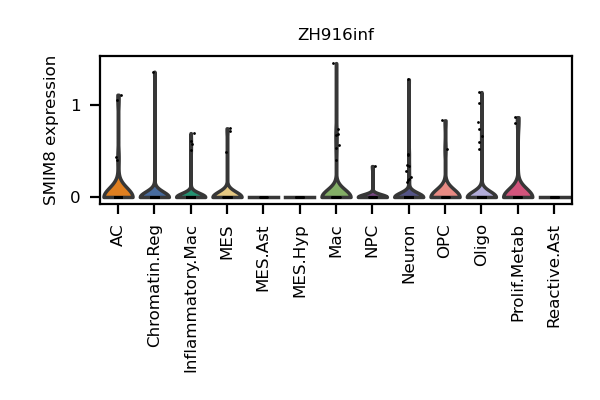 ZH916inf
SMIM8 expression
1
0
AC
Chromatin.Reg
Inflammatory.Mac
MES
MES.Ast
MES.Hyp
Mac
NPC
Neuron
OPC
Oligo
Prolif.Metab
Reactive.Ast